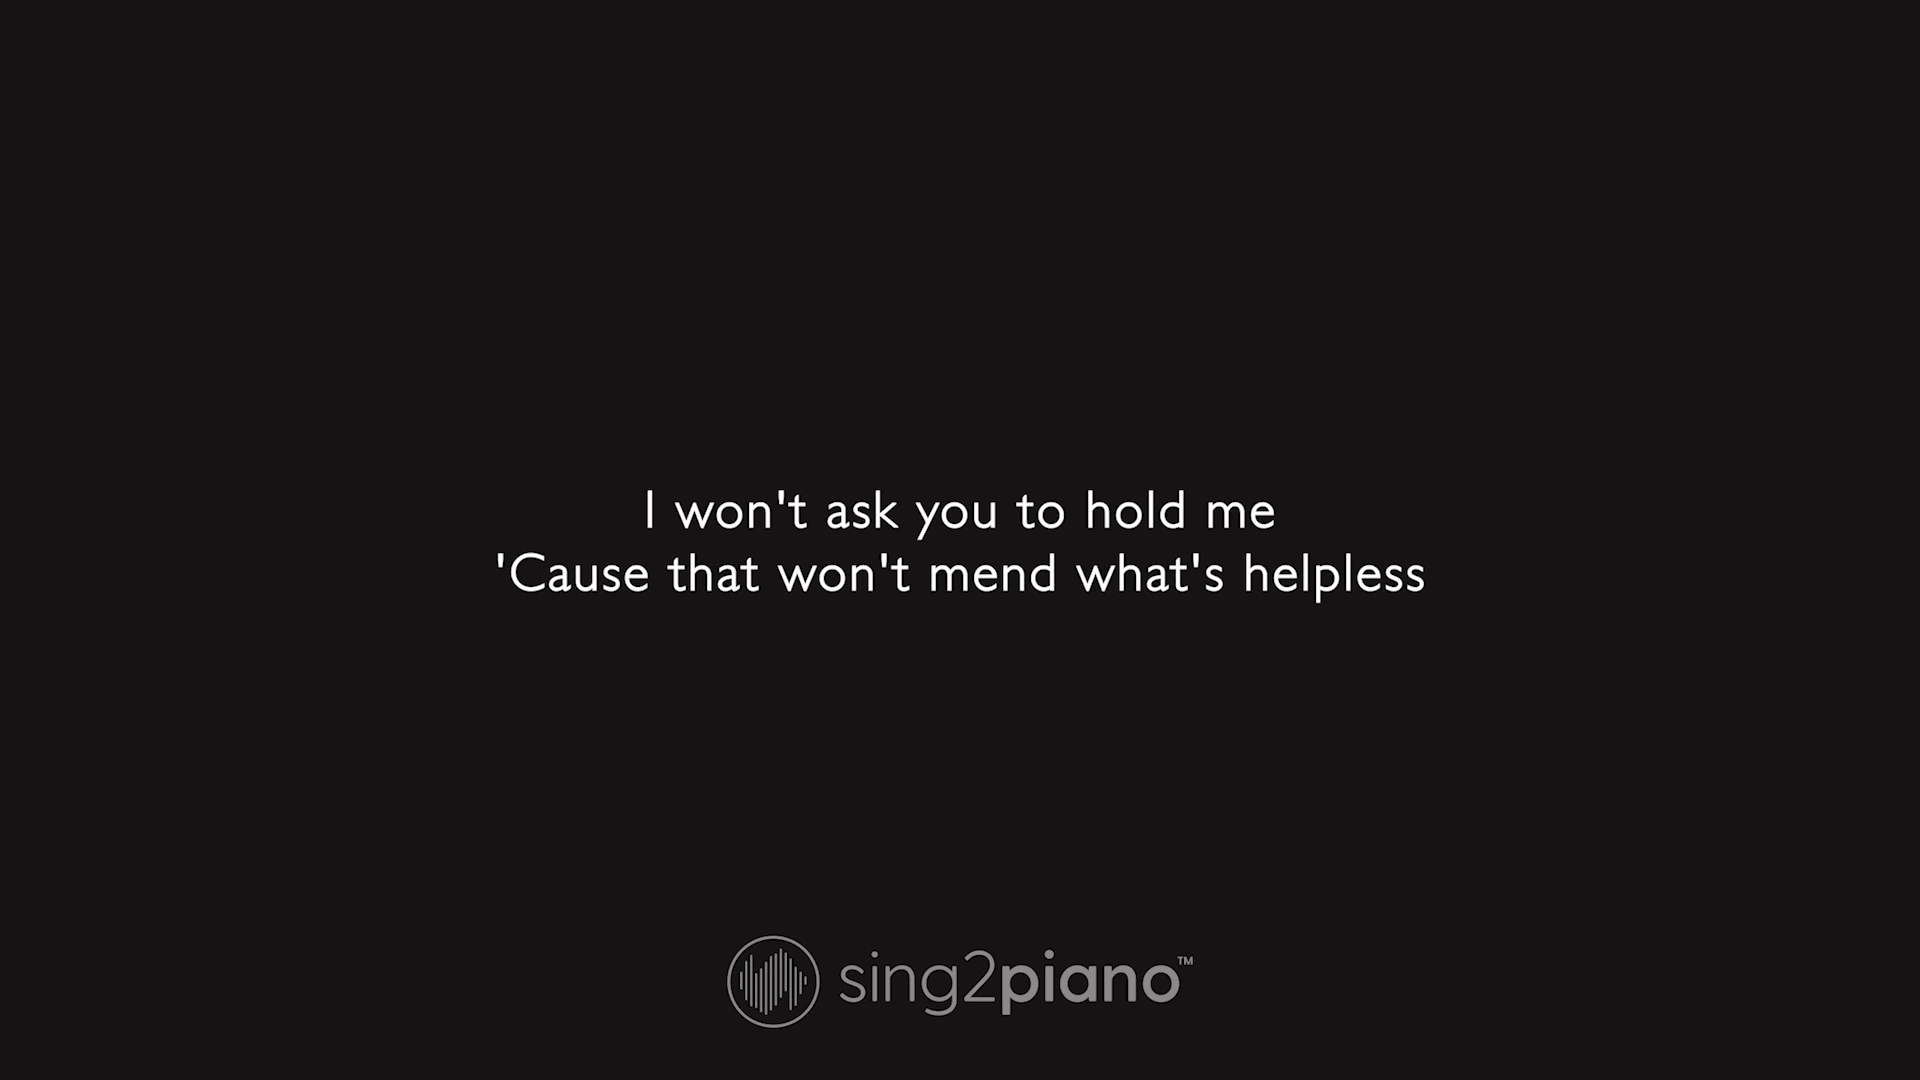 I won't ask you to hold me
'Cause that won't mend what's helpless
sing2piano™